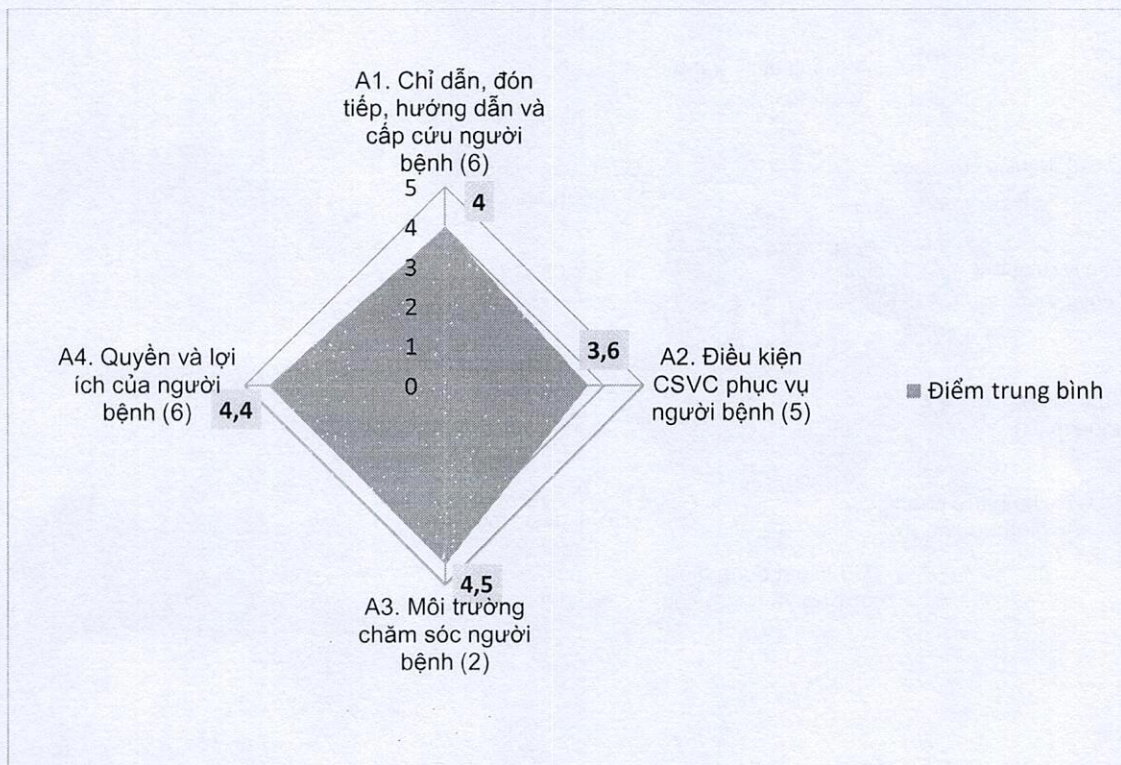 A1. Chỉ dẫn, đón
tiếp, hướng dẫn và
cấp cứu người
bệnh (6)
5
4
4
3
2
1
0
3,6
A2. Điều kiện
CSVC phục vụ
người bệnh (5)
A4. Quyền và lợi
ích của người
bệnh (6)
4,4
Điểm trung bình
4,5
A3. Môi trường
chăm sóc người
bệnh (2)